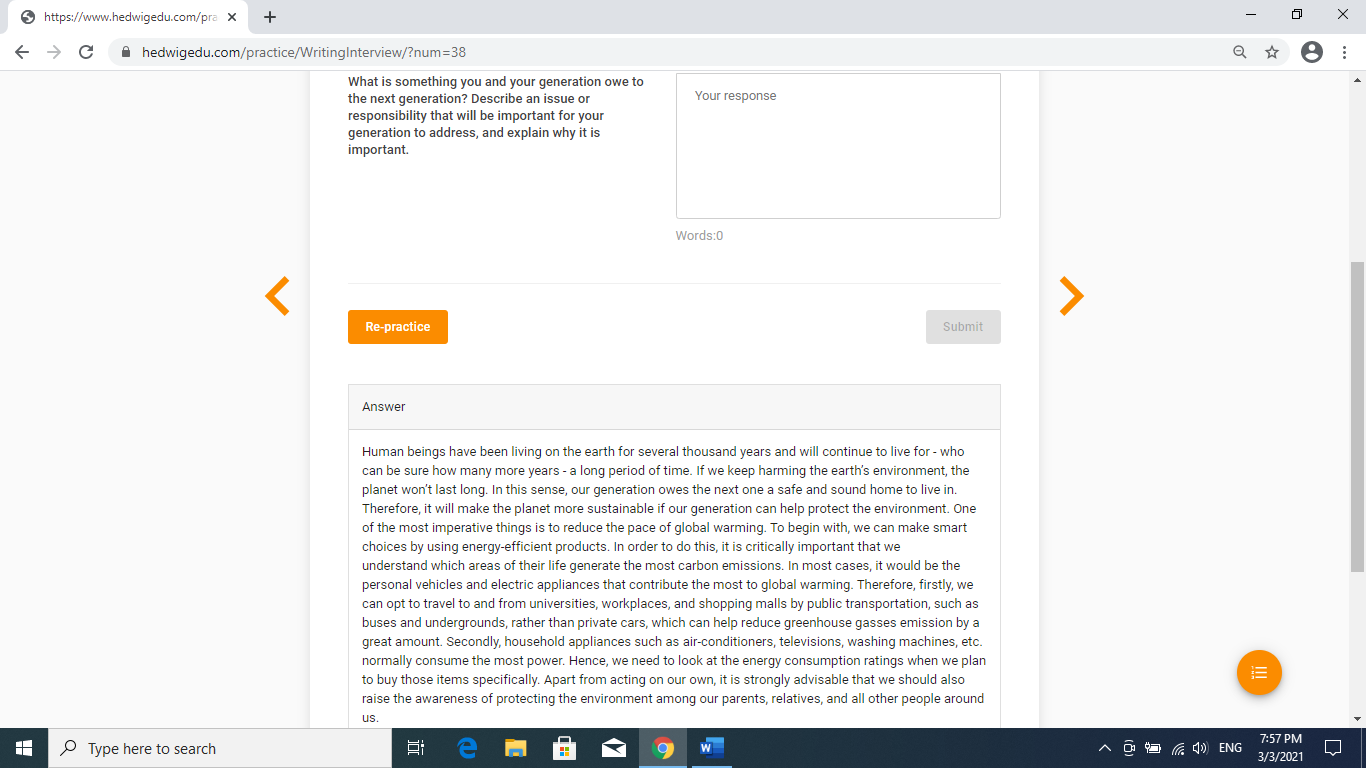 https://www.hedwigedu.com/pra
hedwigedu.com/practice/WritingInterview/?num=38
What is something you and your generation owe to
the next generation? Describe an issue or
responsibility that will be important for your
generation to address, and explain why it is
important.
Your response
Words:0
Re-practice
Submit
Answer
Human beings have been living on the earth for several thousand years and will continue to live for - who
can be sure how many more years - a long period of time. If we keep harming the earth's environment, the
planet won't last long. In this sense, our generation owes the next one a safe and sound home to live in.
Therefore, it will make the planet more sustainable if our generation can help protect the environment. One
of the most imperative things is to reduce the pace of global warming. To begin with, we can make smart
choices by using energy-efficient products. In order to do this, it is critically important that we
understand which areas of their life generate the most carbon emissions. In most cases, it would be the
personal vehicles and electric appliances that contribute the most to global warming. Therefore, firstly, we
can opt to travel to and from universities, workplaces, and shopping malls by public transportation, such as
buses and undergrounds, rather than private cars, which can help reduce greenhouse gasses emission by a
great amount. Secondly, household appliances such as air-conditioners, televisions, washing machines, etc.
normally consume the most power. Hence, we need to look at the energy consumption ratings when we plan
to buy those items specifically. Apart from acting on our own, it is strongly advisable that we should also
raise the awareness of protecting the environment among our parents, relatives, and all other people around
us.
Type here to search
ENG
7:57 PM
3/3/2021